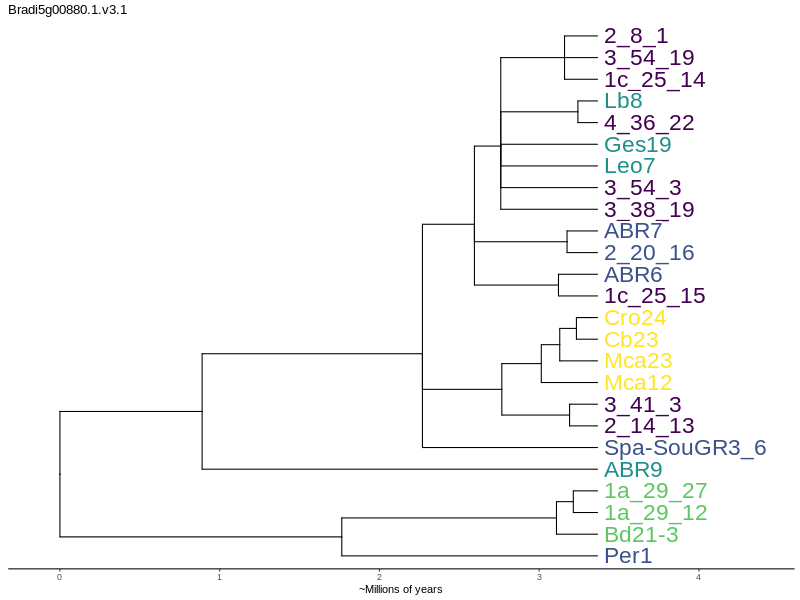 Bradi5g00880.1.v3.1
2_8_1
3_54_19
1c_25_14
Lb8
4_36_22
Ges19
Leo7
3_54_3
3_38_19
ABR7
2_20_16
ABR6
1c_25_15
Cro24
Cb23
Mca23
Mca12
3_41_3
2_14_13
Spa-SouGR3_6
ABR9
1a_29_27
1a_29_12
Bd21-3
Per1
0 1 2 3 4
~Millions of years